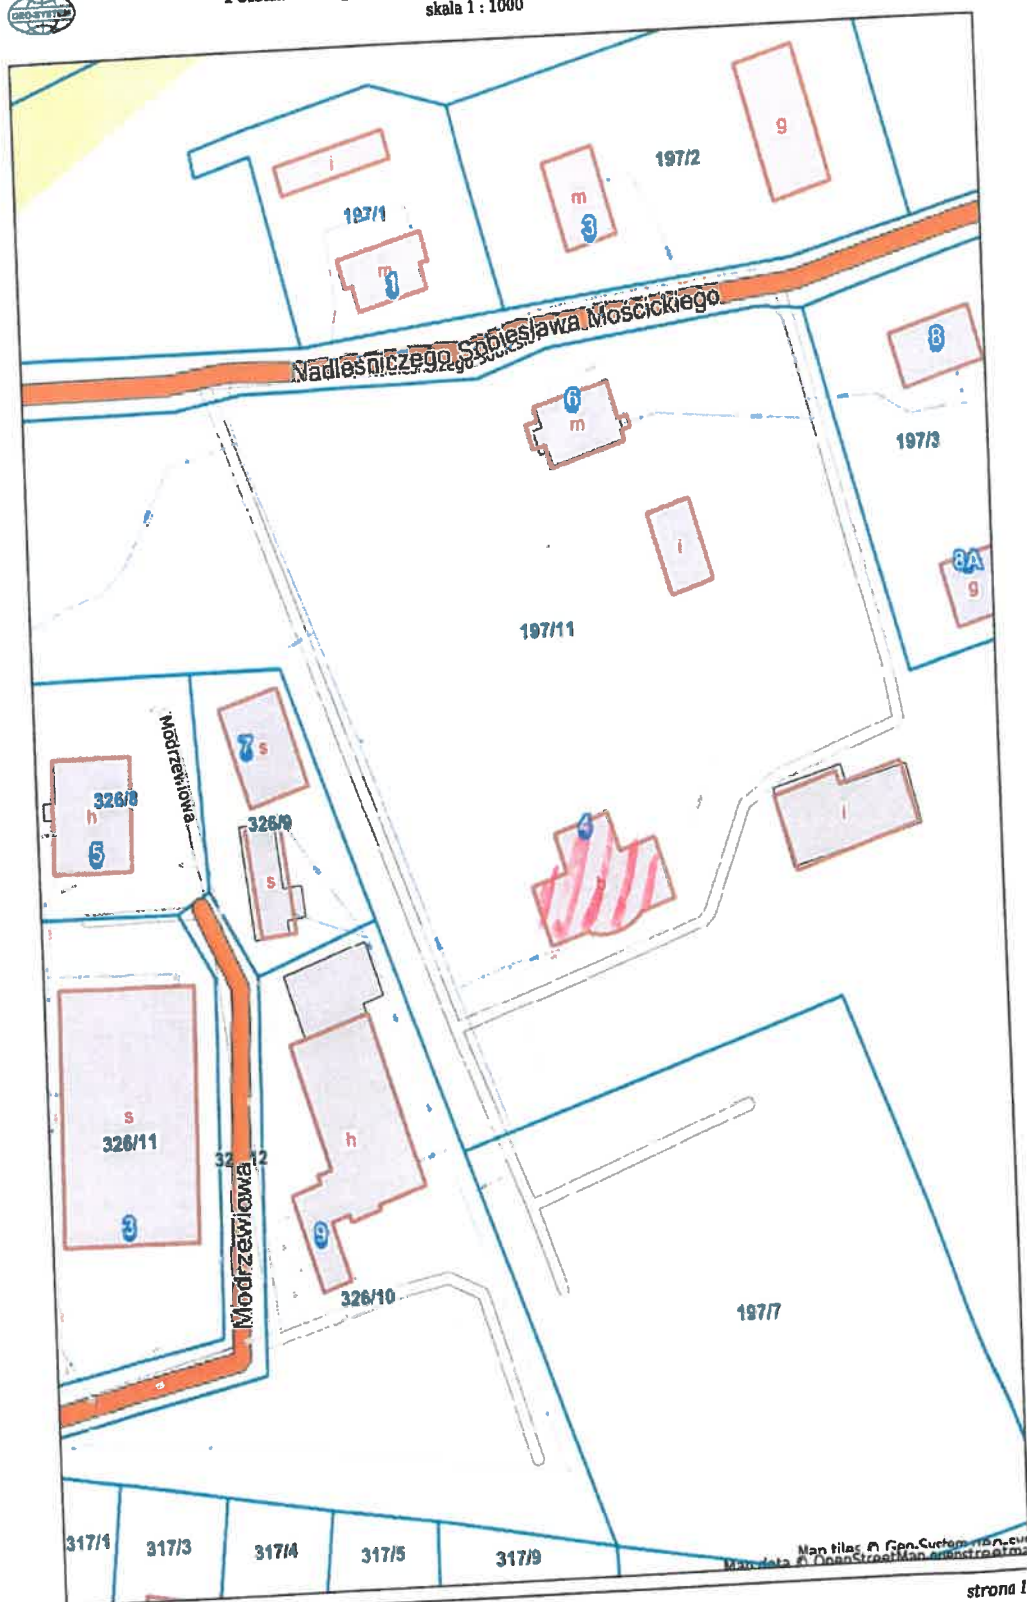 GEO-SYSTEM
skala 1 : 1000
g
197/2
i
m
197/1
3
m
1
Nadleśniczego Sobiesława Mościckiego
8
6
m
197/3
i
8A
g
197/11
Modrzewiowa
7
s
326/8
h
326/9
4
i
5
s
s
326/11
h
Modrzewiowa
3
9
326/10
197/7
317/1
317/3
317/4
317/5
317/9
Map tiles © Geo-System
Map data © OpenStreetMap
strona 1